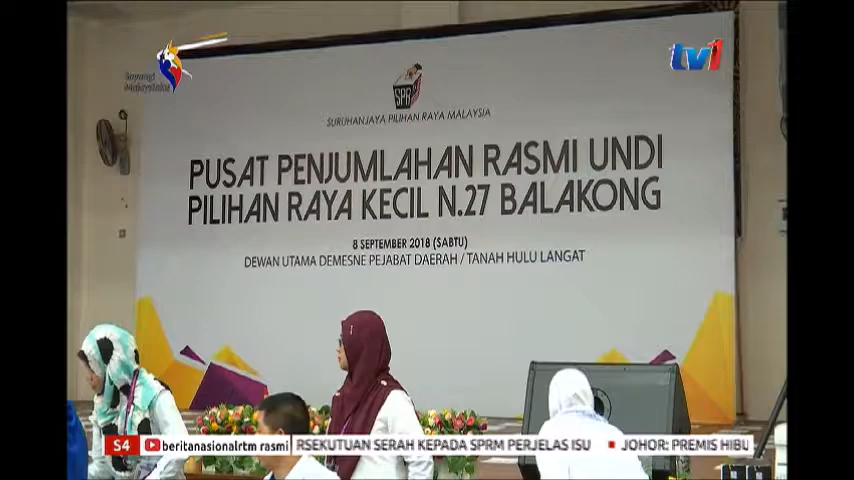 Sayangi
Malaysiaku
tv1
SPR
SURUHANJAYA PILIHAN RAYA MALAYSIA
PUSAT PENJUMLAHAN RASMI UNDI
PILIHAN RAYA KECIL N.27 BALAKONG
8 SEPTEMBER 2018 (SABTU)
DEWAN UTAMA DEMESNE PEJABAT DAERAH / TANAH HULU LANGAT
S4 beritanasionalrtm rasmi RSEKUTUAN SERAH KEPADA SPRM PERJELAS ISU ▪ JOHOR: PREMIS HIBU